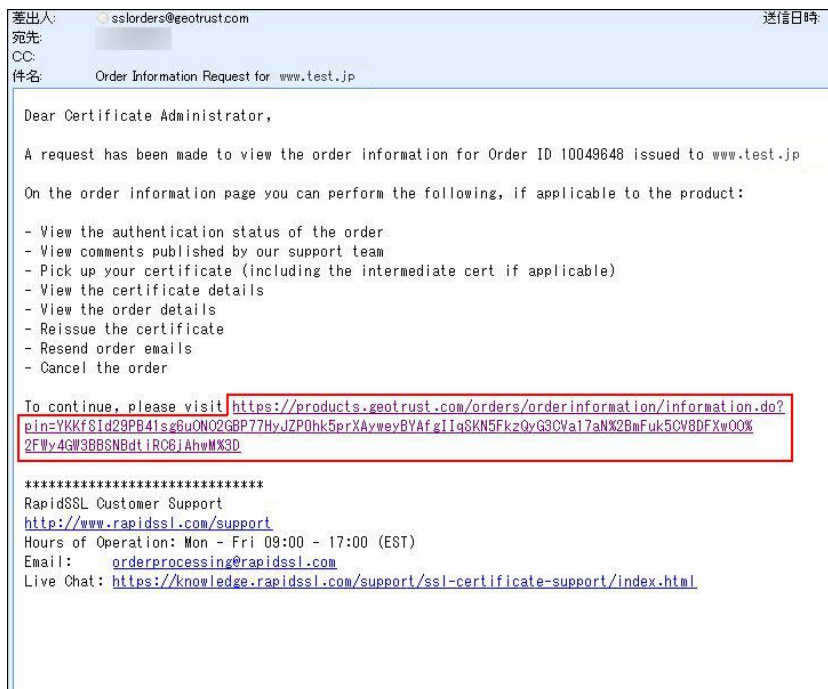 差出人: sslorders@geotrust.com 送信日時:
宛先:
CC:
件名: Order Information Request for www.test.jp
Dear Certificate Administrator,
A request has been made to view the order information for Order ID 10049648 issued to www.test.jp
On the order information page you can perform the following, if applicable to the product:
- View the authentication status of the order
- View comments published by our support team
- Pick up your certificate (including the intermediate cert if applicable)
- View the certificate details
- View the order details
- Reissue the certificate
- Resend order emails
- Cancel the order
To continue, please visit https://products.geotrust.com/orders/orderinformation/information.do?
pin=YKKfSId29PB41sg6uONO2GBP77HyJZPOhk5prXAyweyBYAfgIIqSKN5FkzQyG3CVa17aN%2BmFuk5CV8DFXwOO%
2FWy4GW3BBSNBdtiRC6jAhwM%3D
******************************
RapidSSL Customer Support
http://www.rapidssl.com/support
Hours of Operation: Mon - Fri 09:00 - 17:00 (EST)
Email: orderprocessing@rapidssl.com
Live Chat: https://knowledge.rapidssl.com/support/ssl-certificate-support/index.html